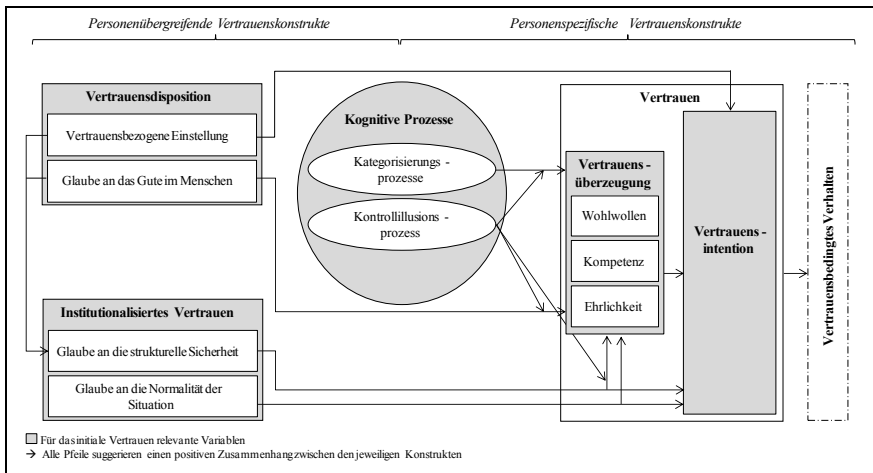 Personenübergreifende Vertrauenskonstrukte
Personenspezifische Vertrauenskonstrukte
Vertrauensdisposition
Vertrauensbezogene Einstellung
Glaube an das Gute im Menschen
Kognitive Prozesse
Kategorisierungs -
prozesse
Kontrollillusions -
prozess
Vertrauen
Vertrauens -
überzeugung
Wohlwollen
Kompetenz
Ehrlichkeit
Vertrauens -
intention
Vertrauensbedingtes Verhalten
Institutionalisiertes Vertrauen
Glaube an die strukturelle Sicherheit
Glaube an die Normalität der
Situation
Für das initiale Vertrauen relevante Variablen
→ Alle Pfeile suggerieren einen positiven Zusammenhang zwischen den jeweiligen Konstrukten